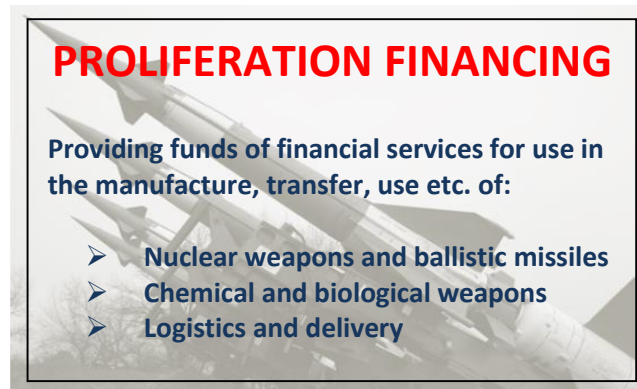 PROLIFERATION FINANCING
Providing funds of financial services for use in
the manufacture, transfer, use etc. of:
➢ Nuclear weapons and ballistic missiles
➢ Chemical and biological weapons
➢ Logistics and delivery